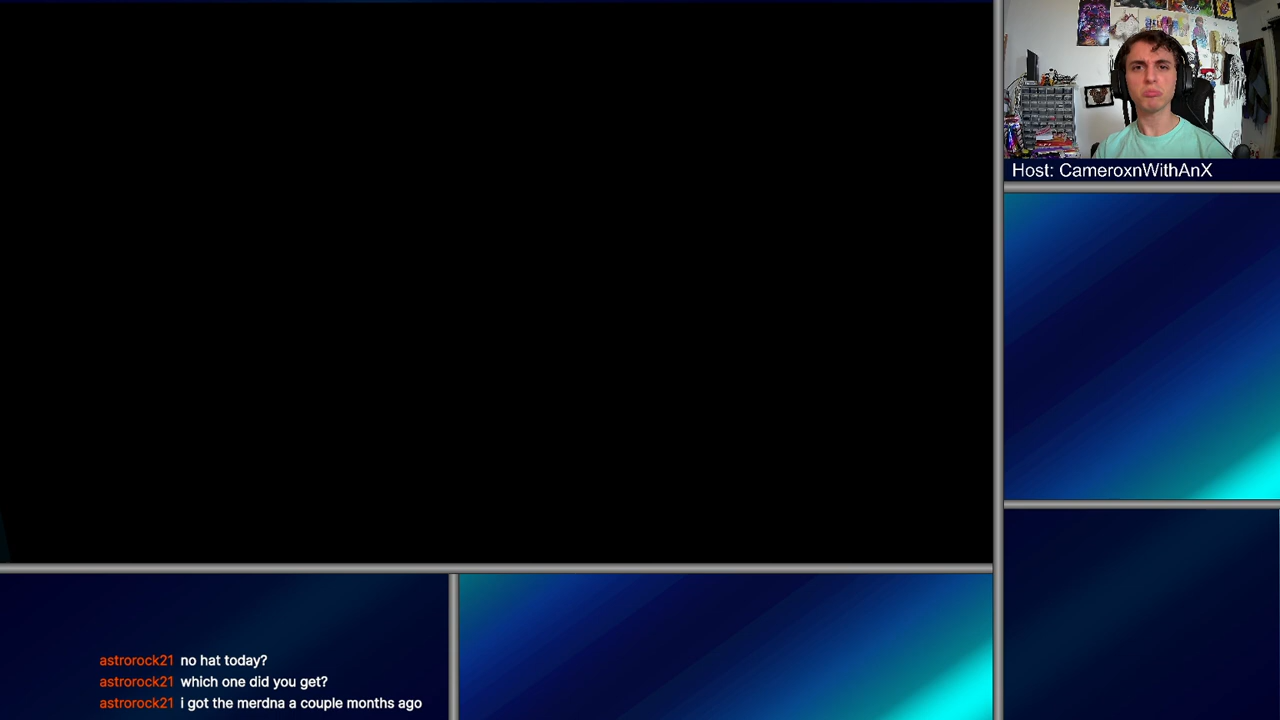 Host: CameroxnWithAnX
astrorock21 no hat today?
astrorock21 which one did you get?
astrorock21 i got the merdna a couple months ago